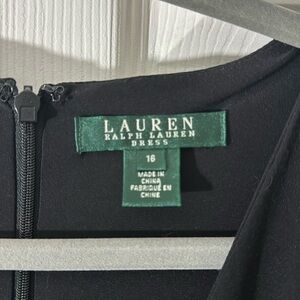 LAUREN
RALPH LAUREN
DRESS
16
MADE IN
CHINA
FABRIQUÉ EN
CHINE